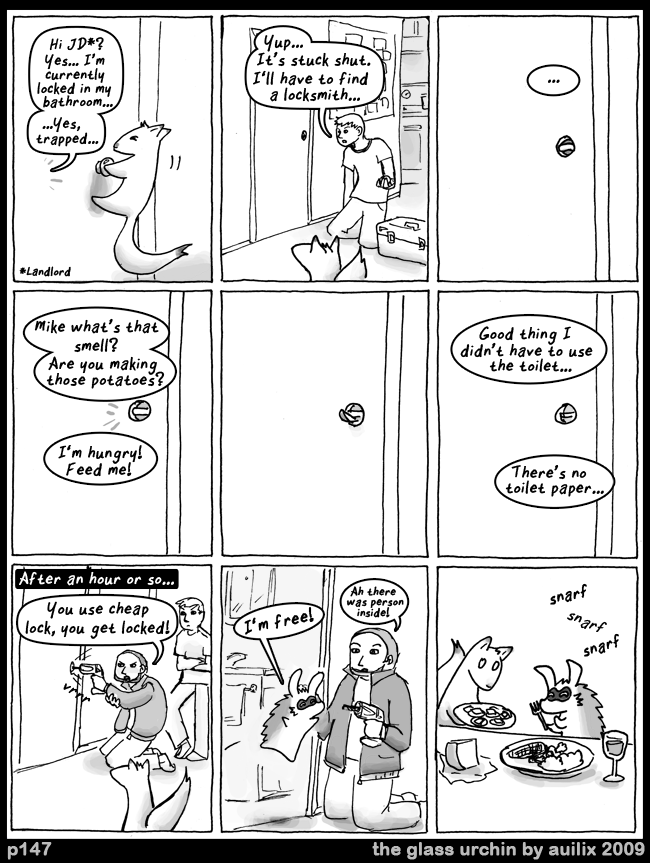 Hi JD*?
Yes... I'm
currently
locked in my
bathroom...
...Yes,
trapped...
*Landlord
Yup...
It's stuck shut.
I'll have to find
a locksmith...
...
Mike what's that
smell?
Are you making
those potatoes?
I'm hungry!
Feed me!
Good thing I
didn't have to use
the toilet...
There's no
toilet paper...
After an hour or so...
You use cheap
lock, you get locked!
I'm free!
Ah there
was person
inside!
snarf
snarf
snarf
p147
the glass urchin by auilix 2009